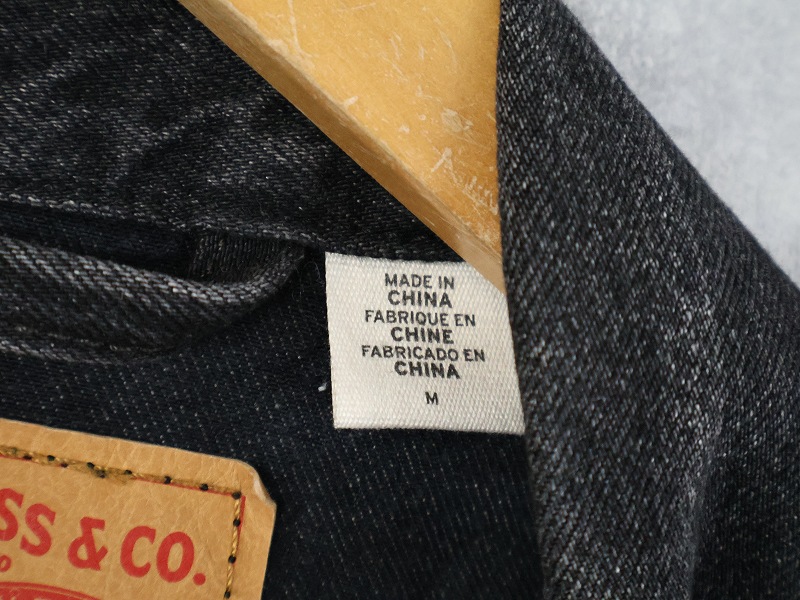 MADE IN
CHINA
FABRIQUE EN
CHINE
FABRICADO EN
CHINA
M
SS & CO.